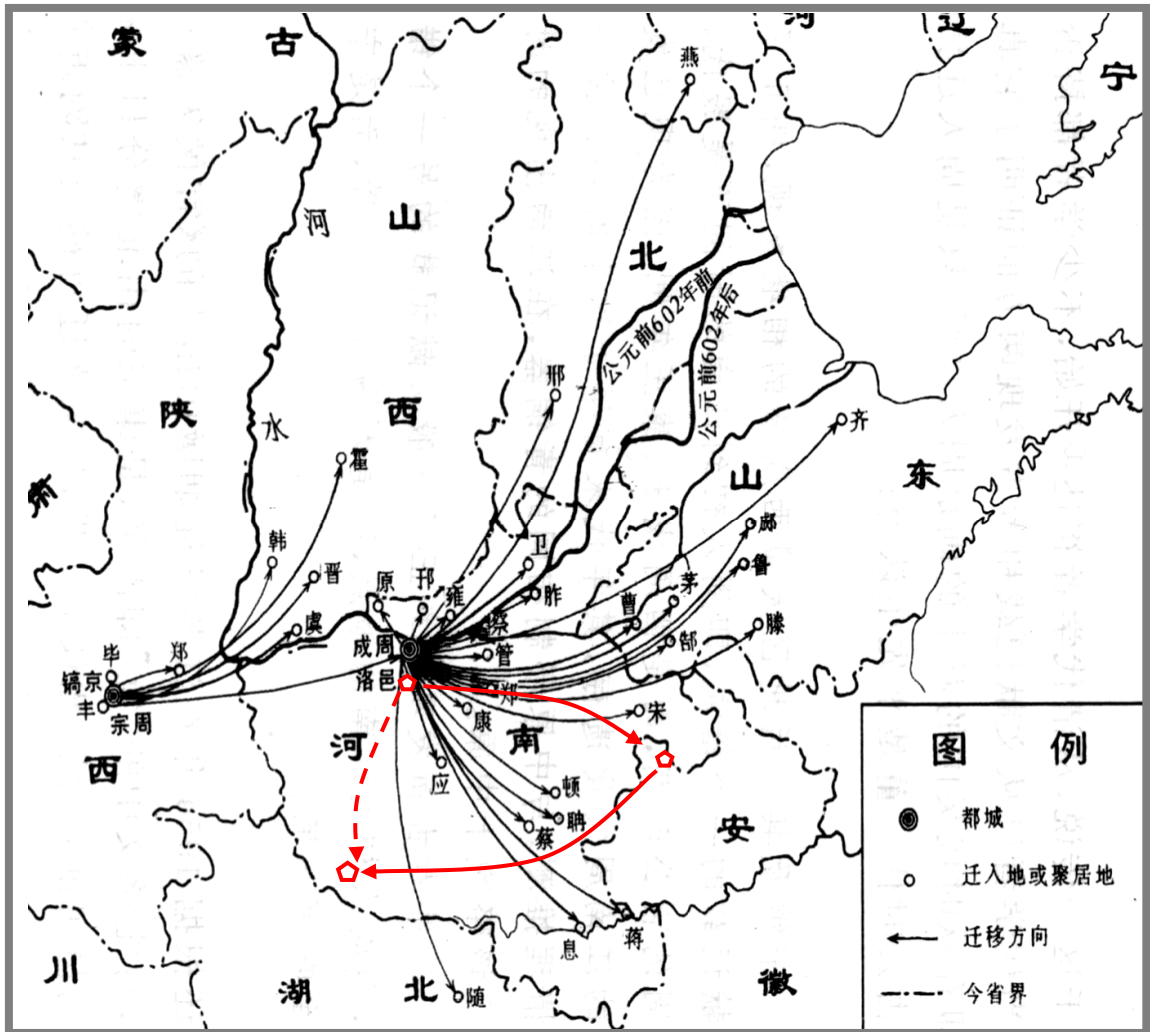 蒙 古
河
辽
宁
燕
河
山
北
公元前602年前
公元前602年后
邢
陕
西
水
霍
齐
山
东
肃
郕
韩
卫
鲁
晋
原
邘
雍
胙
茅
曹
虞
成周
蔡
管
郜
滕
毕
郑
镐京
洛邑
郑
丰
宗周
康
宋
河
南
西
应
顿
聃
蔡
安
息
蒋
川
湖
北
随
徽
图 例
都城
迁入地或聚居地
迁移方向
今省界